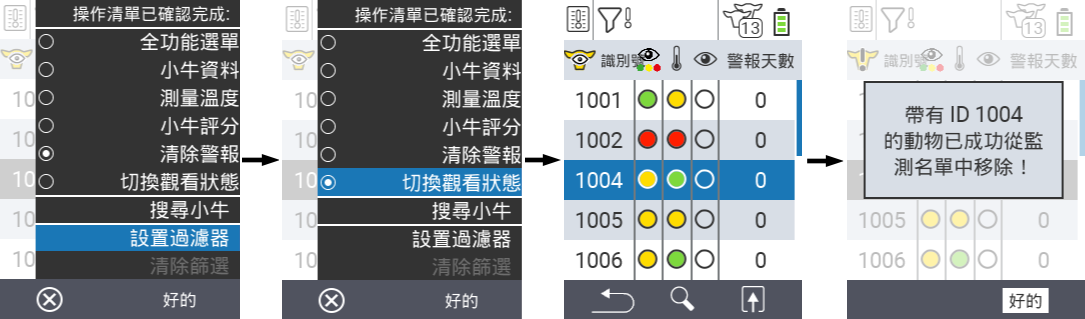 操作清單已確認完成:
全功能選單
小牛資料
測量溫度
小牛評分
清除警報
切換觀看狀態
搜尋小牛
設置過濾器
清除篩選
好的
10
10
10
10
10
操作清單已確認完成:
全功能選單
小牛資料
測量溫度
小牛評分
清除警報
切換觀看狀態
搜尋小牛
設置過濾器
清除篩選
好的
10
10
10
10
10
13
識別號 警報天數
1001 0
1002 0
1004 0
1005 0
1006 0
13
識別號 警報天數
帶有 ID 1004
的動物已成功從監
測名單中移除！
1005 0
1006 0
好的